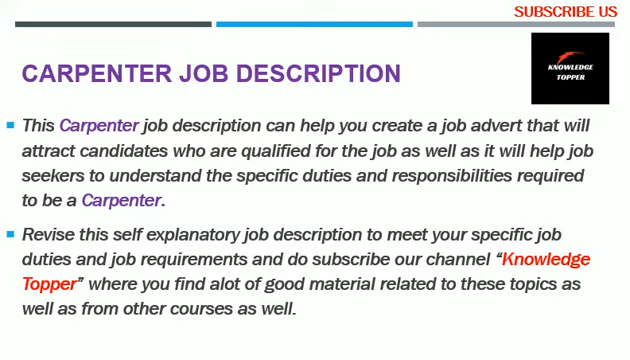 SUBSCRIBE US
CARPENTER JOB DESCRIPTION
KNOWLEDGE
TOPPER
This Carpenter job description can help you create a job advert that will
attract candidates who are qualified for the job as well as it will help job
seekers to understand the specific duties and responsibilities required
to be a Carpenter.
Revise this self explanatory job description to meet your specific job
duties and job requirements and do subscribe our channel “Knowledge
Topper” where you find alot of good material related to these topics as
well as from other courses as well.